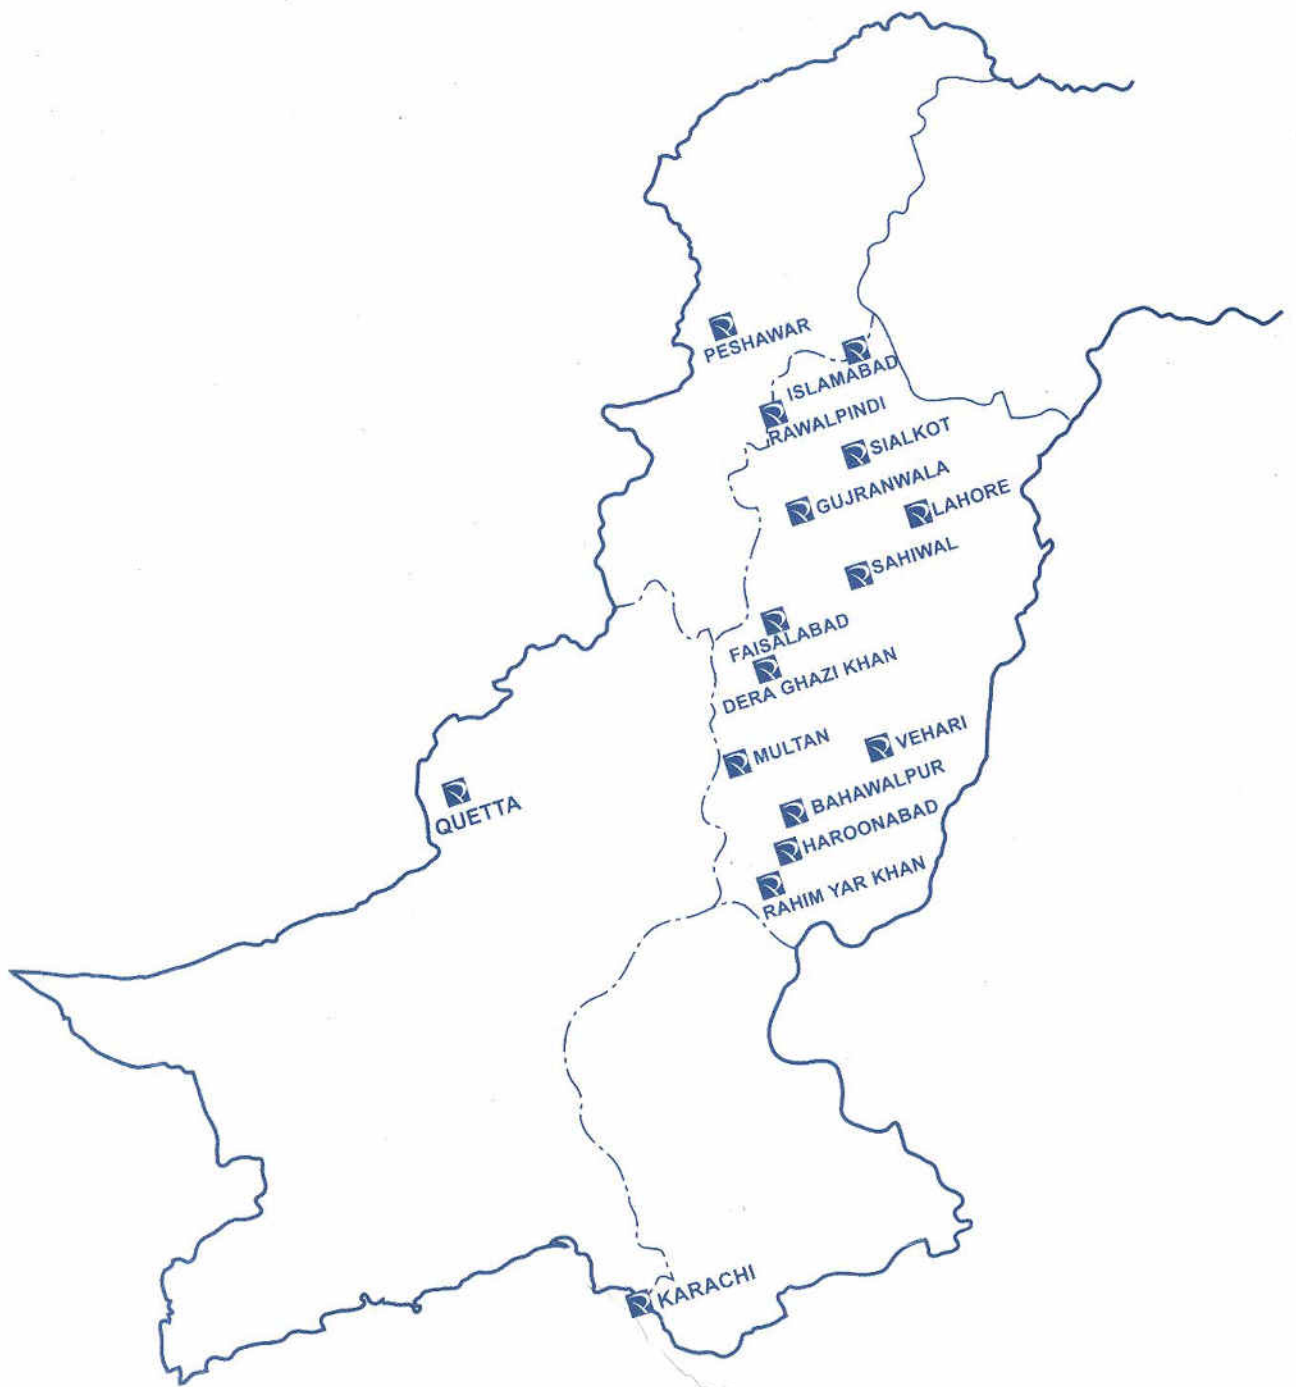 PESHAWAR
ISLAMABAD
RAWALPINDI
SIALKOT
GUJRANWALA
LAHORE
SAHIWAL
FAISALABAD
DERA GHAZI KHAN
MULTAN
VEHARI
QUETTA
BAHAWALPUR
HAROONABAD
RAHIM YAR KHAN
KARACHI